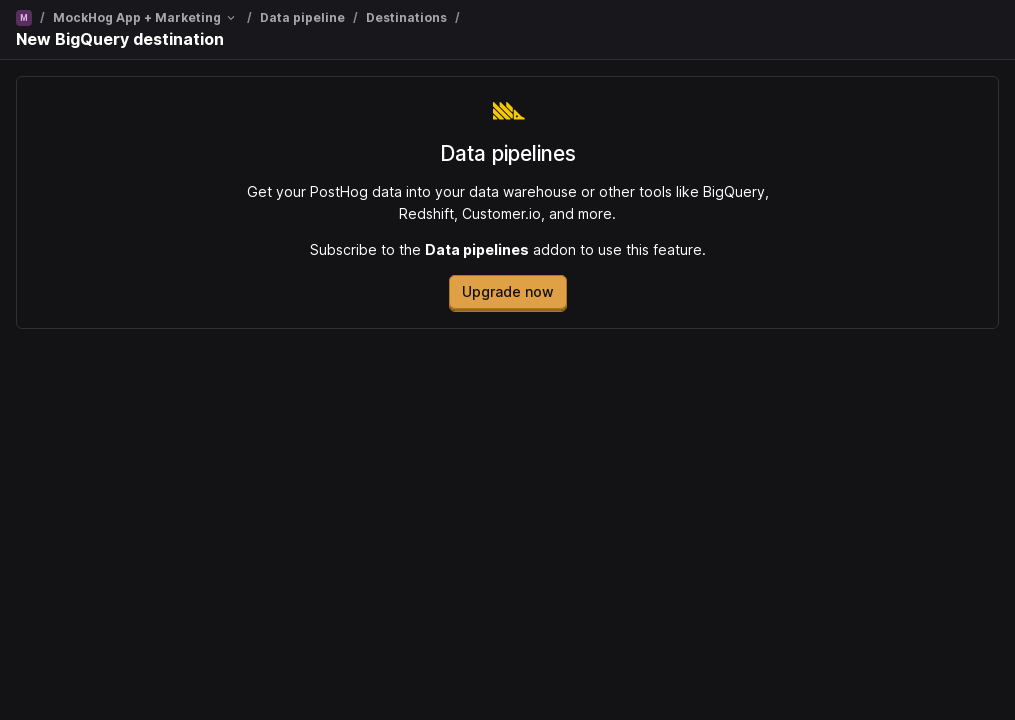 M / MockHog App + Marketing / Data pipeline / Destinations /
New BigQuery destination
Data pipelines
Get your PostHog data into your data warehouse or other tools like BigQuery,
Redshift, Customer.io, and more.
Subscribe to the Data pipelines addon to use this feature.
Upgrade now